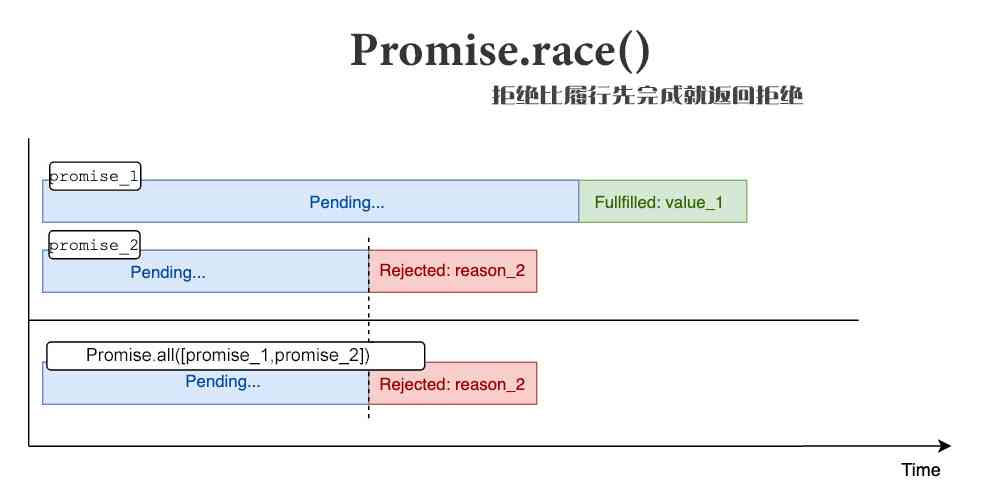 Promise.race()
拒绝比履行先完成就返回拒绝
promise_1
Pending...
Fullfilled: value_1
promise_2
Pending...
Rejected: reason_2
Promise.all([promise_1,promise_2])
Pending...
Rejected: reason_2
Time